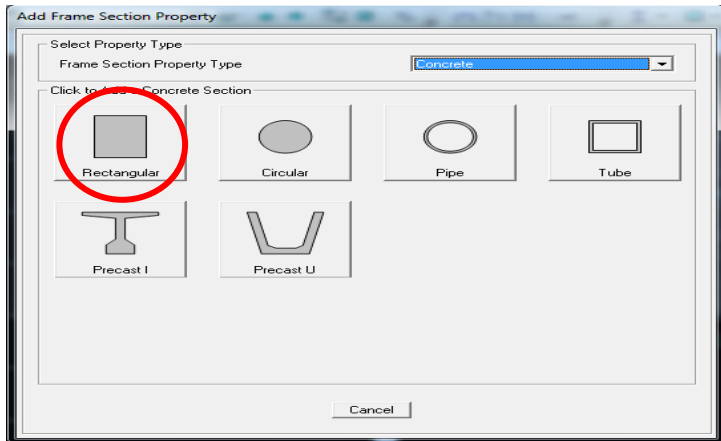 Add Frame Section Property
Select Property Type
Frame Section Property Type
Concrete
Click to Add a Concrete Section
Rectangular
Circular
Pipe
Tube
Precast I
Precast U
Cancel